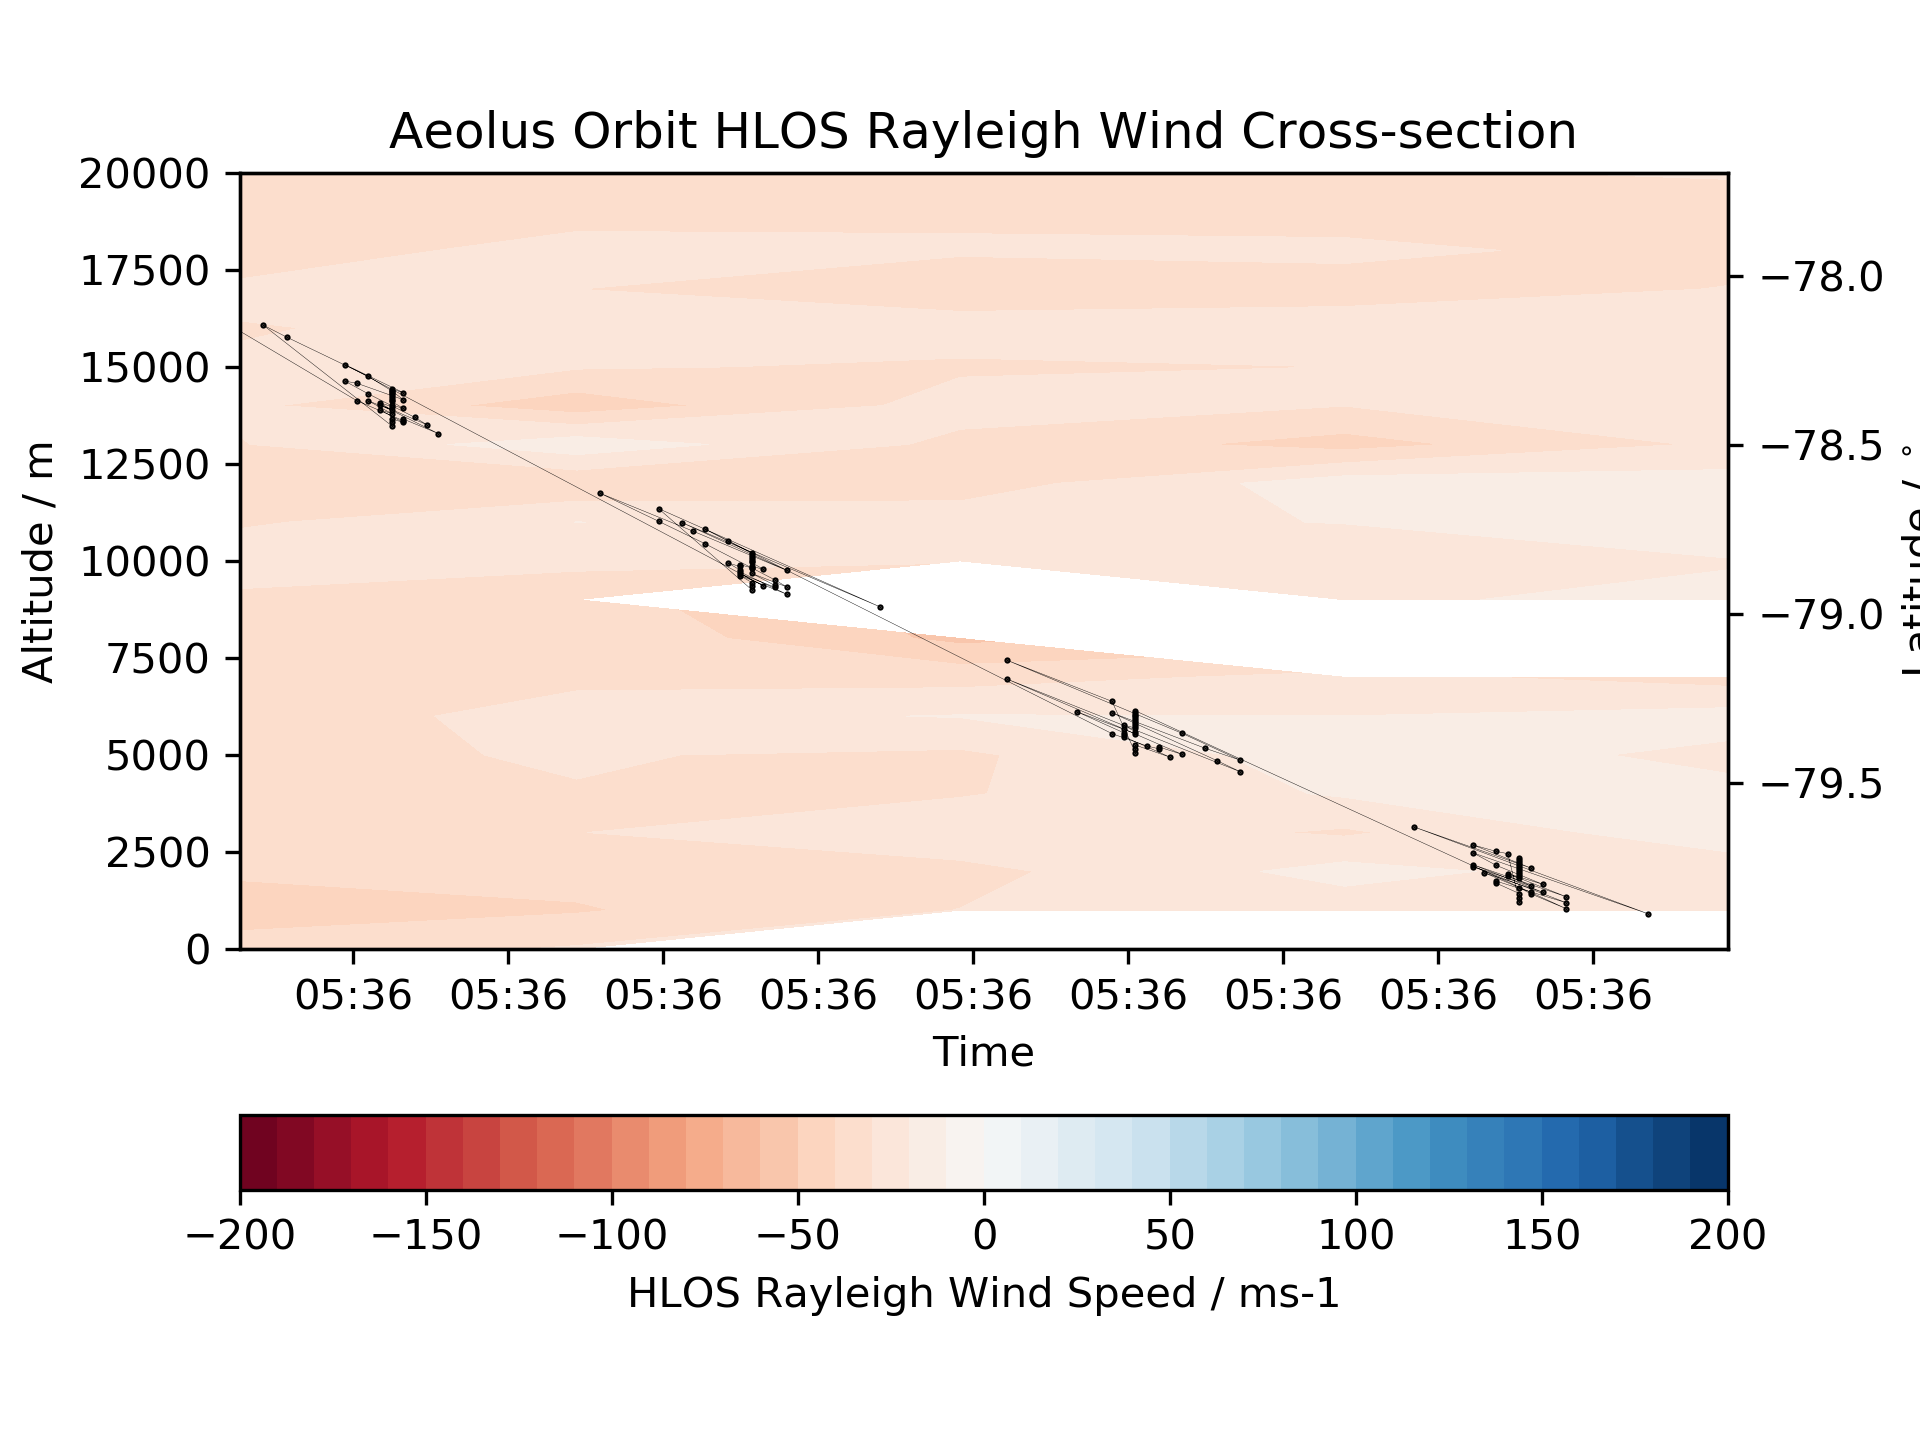 Aeolus Orbit HLOS Rayleigh Wind Cross-section
20000
17500
15000
12500
10000
7500
5000
2500
0
Altitude / m
−78.0
−78.5
−79.0
−79.5
Latitude / °
05:36 05:36 05:36 05:36 05:36 05:36 05:36 05:36 05:36
Time
−200 −150 −100 −50 0 50 100 150 200
HLOS Rayleigh Wind Speed / ms-1